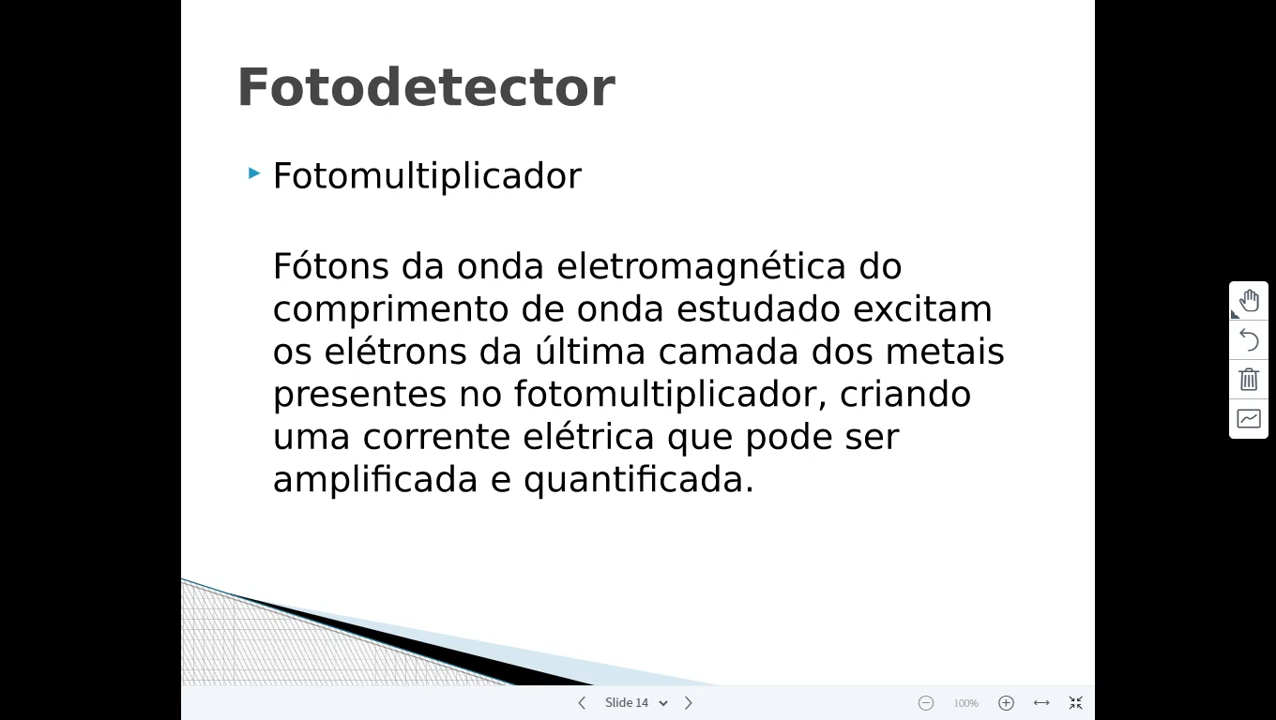 Fotodetector
Fotomultiplicador
Fótons da onda eletromagnética do
comprimento de onda estudado excitam
os elétrons da última camada dos metais
presentes no fotomultiplicador, criando
uma corrente elétrica que pode ser
amplificada e quantificada.
Slide 14
100%